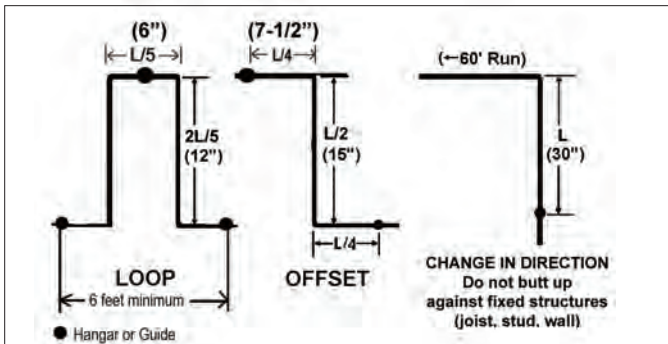 (6”)
L/5
2L/5
(12”)
LOOP
6 feet minimum
(7-1/2”)
L/4
L/2
(15”)
L/4
OFFSET
(←60' Run)
L
(30”)
CHANGE IN DIRECTION
Do not butt up
against fixed structures
(joist, stud, wall)
Hangar or Guide